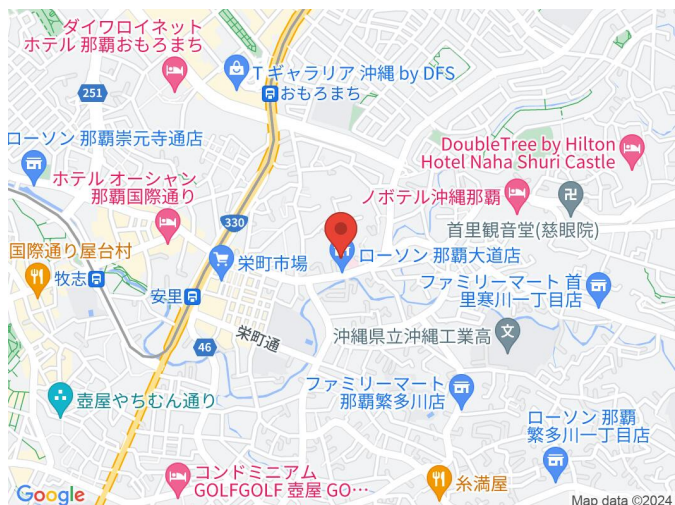 ダイワロイネット
ホテル 那覇おもろまち
T ギャラリア 沖縄 by DFS
おもろまち
251
ローソン 那覇崇元寺通店
DoubleTree by Hilton
Hotel Naha Shuri Castle
ホテル オーシャン
那覇国際通り
ノボテル沖縄那覇
330
首里観音堂(慈眼院)
国際通り屋台村
牧志
栄町市場
ローソン 那覇大道店
ファミリーマート 首
里寒川一丁目店
安里
46
栄町通
沖縄県立沖縄工業高
壺屋やちむん通り
ファミリーマート
那覇繁多川店
ローソン 那覇
繁多川一丁目店
コンドミニアム
GOLFGOLF 壺屋 GO…
糸満屋
Google
Map data ©2024